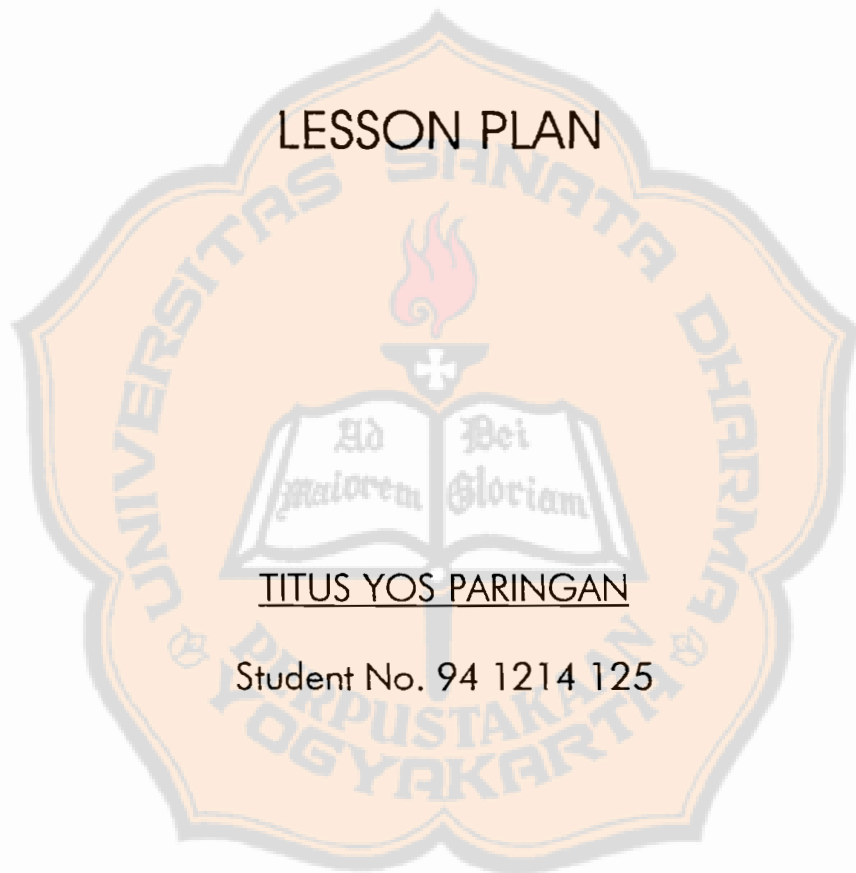 LESSON PLAN
UNIVERSITAS SANATA DHARMA
Ad Dei
maiorem Gloriam
TITUS YOS PARINGAN
Student No. 94 1214 125
PERPUSTAKAAN
YOGYAKARTA